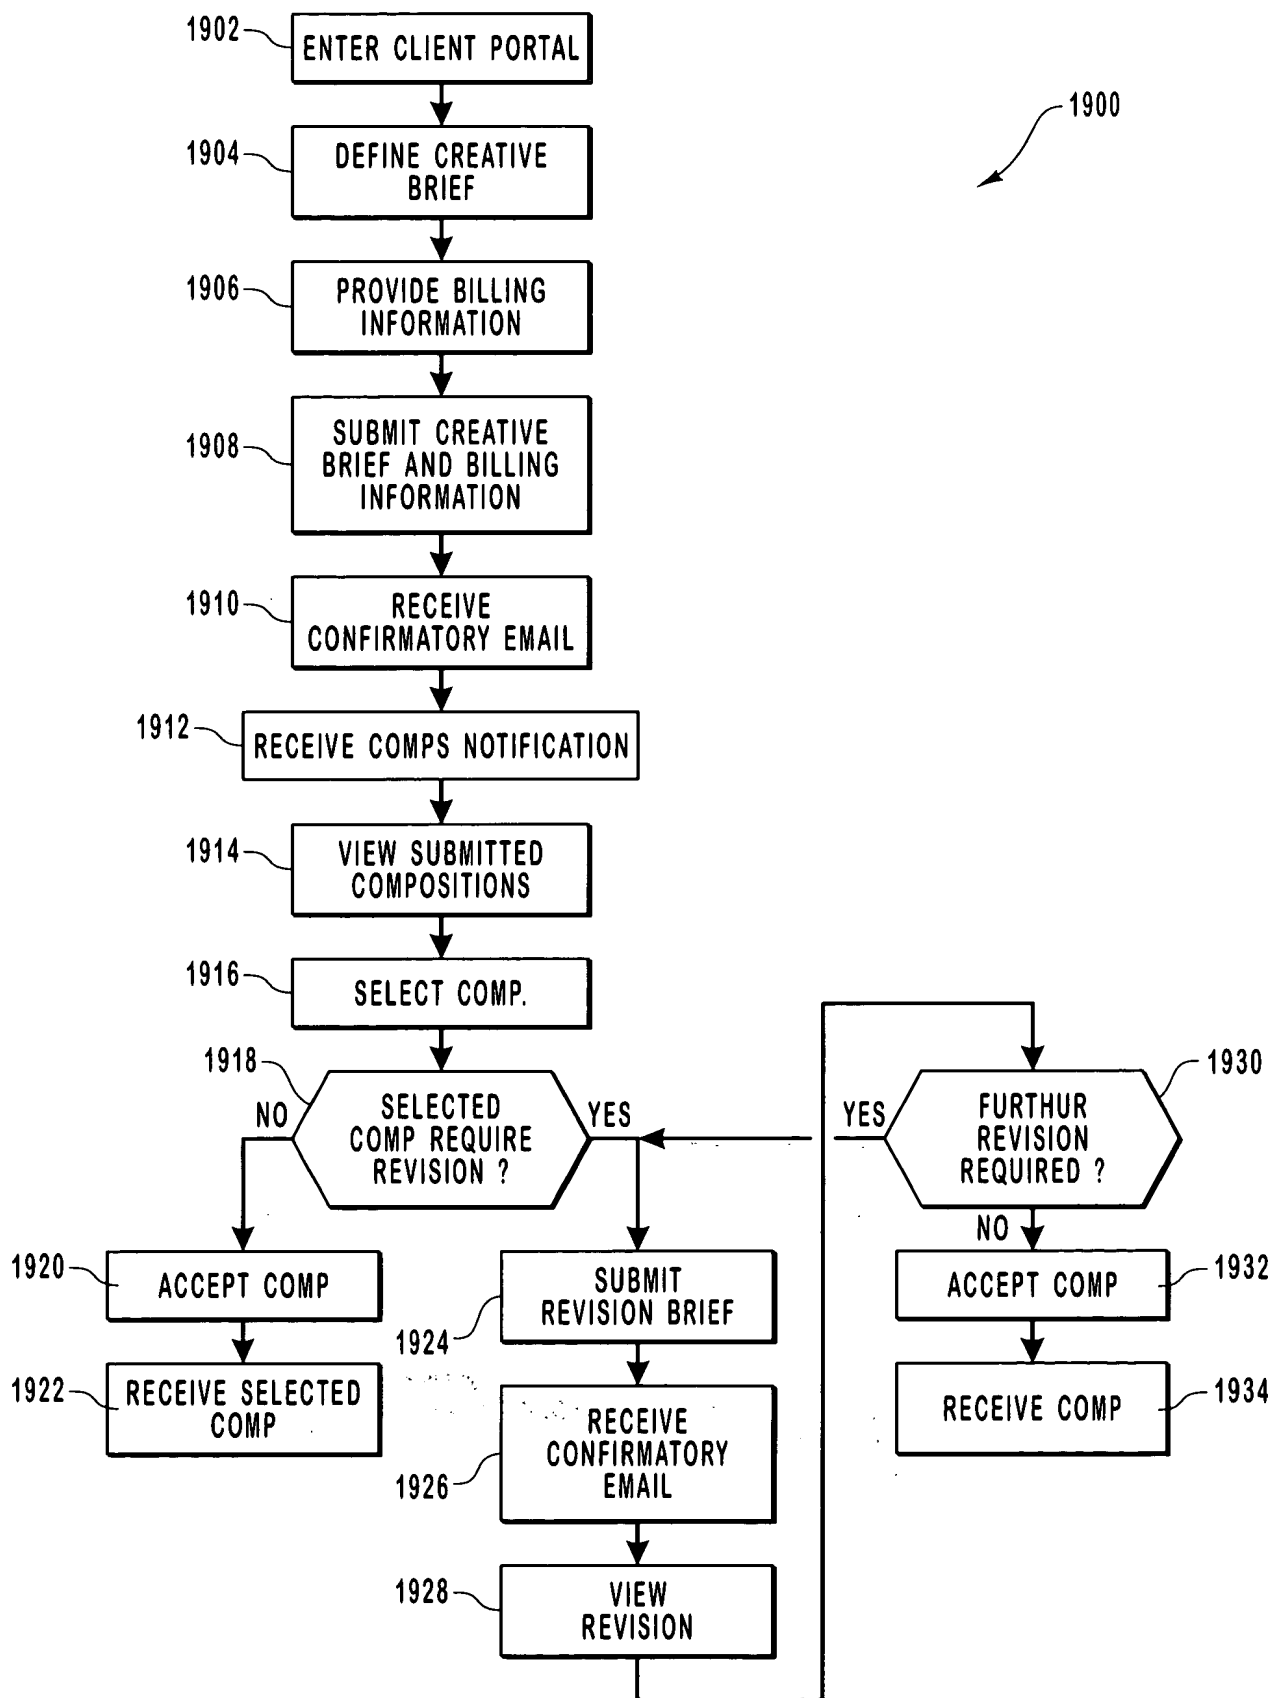 1902
ENTER CLIENT PORTAL
1900
1904
DEFINE CREATIVE
BRIEF
1906
PROVIDE BILLING
INFORMATION
1908
SUBMIT CREATIVE
BRIEF AND BILLING
INFORMATION
1910
RECEIVE
CONFIRMATORY EMAIL
1912
RECEIVE COMPS NOTIFICATION
1914
VIEW SUBMITTED
COMPOSITIONS
1916
SELECT COMP.
1918
SELECTED
COMP REQUIRE
REVISION ?
NO
YES
1930
FURTHUR
REVISION
REQUIRED ?
YES
NO
1920
ACCEPT COMP
1922
RECEIVE SELECTED
COMP
1924
SUBMIT
REVISION BRIEF
1926
RECEIVE
CONFIRMATORY
EMAIL
1928
VIEW
REVISION
1932
ACCEPT COMP
1934
RECEIVE COMP